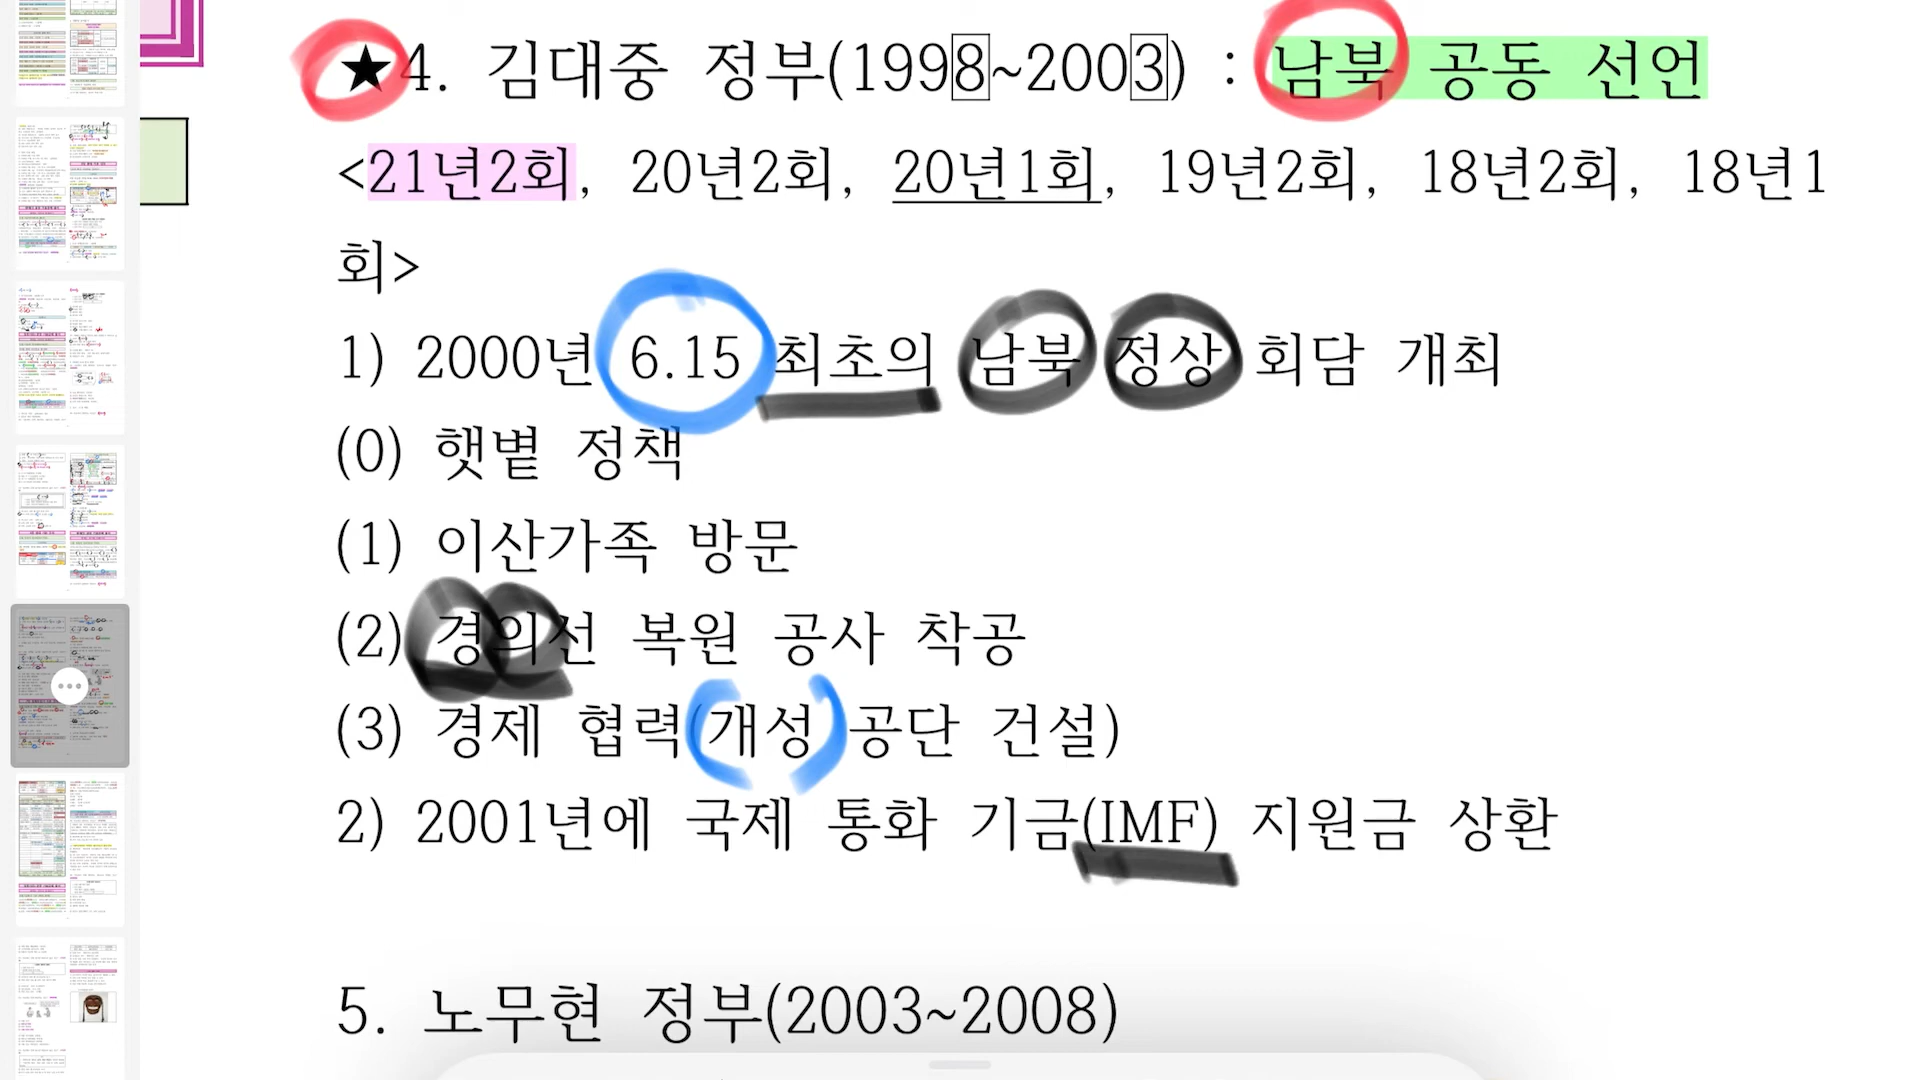 ★4. 김대중 정부(1998~2003) : 남북 공동 선언
<21년2회, 20년2회, 20년1회, 19년2회, 18년2회, 18년1
회>
1) 2000년 6.15 최초의 남북 정상 회담 개최
(0) 햇볕 정책
(1) 이산가족 방문
(2) 경의선 복원 공사 착공
(3) 경제 협력(개성 공단 건설)
2) 2001년에 국제 통화 기금(IMF) 지원금 상환
5. 노무현 정부(2003~2008)